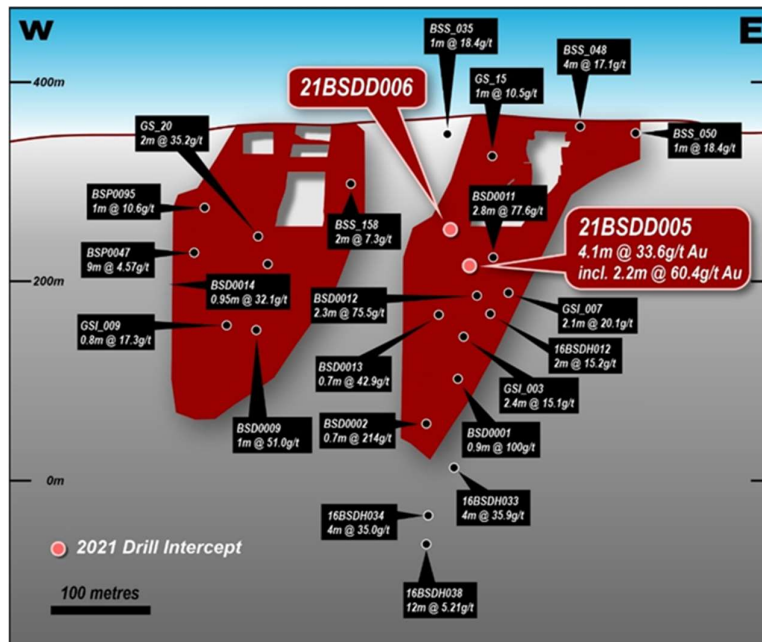 W
E
BSS_035
1m @ 18.4g/t
BSS_048
4m @ 17.1g/t
400m
21BSDD006
GS_15
1m @ 10.5g/t
GS_20
2m @ 35.2g/t
BSS_050
1m @ 18.4g/t
BSP0095
1m @ 10.6g/t
BSD0011
2.8m @ 77.6g/t
BSS_158
2m @ 7.3g/t
21BSDD005
4.1m @ 33.6g/t Au
incl. 2.2m @ 60.4g/t Au
BSP0047
9m @ 4.57g/t
200m
BSD0014
0.95m @ 32.1g/t
BSD0012
2.3m @ 75.5g/t
GSI_007
2.1m @ 20.1g/t
GSI_009
0.8m @ 17.3g/t
16BSDH012
2m @ 15.2g/t
BSD0013
0.7m @ 42.9g/t
GSI_003
2.4m @ 15.1g/t
BSD0009
1m @ 51.0g/t
BSD0002
0.7m @ 214g/t
BSD0001
0.9m @ 100g/t
0m
16BSDH033
4m @ 35.9g/t
16BSDH034
4m @ 35.0g/t
2021 Drill Intercept
100 metres
16BSDH038
12m @ 5.21g/t